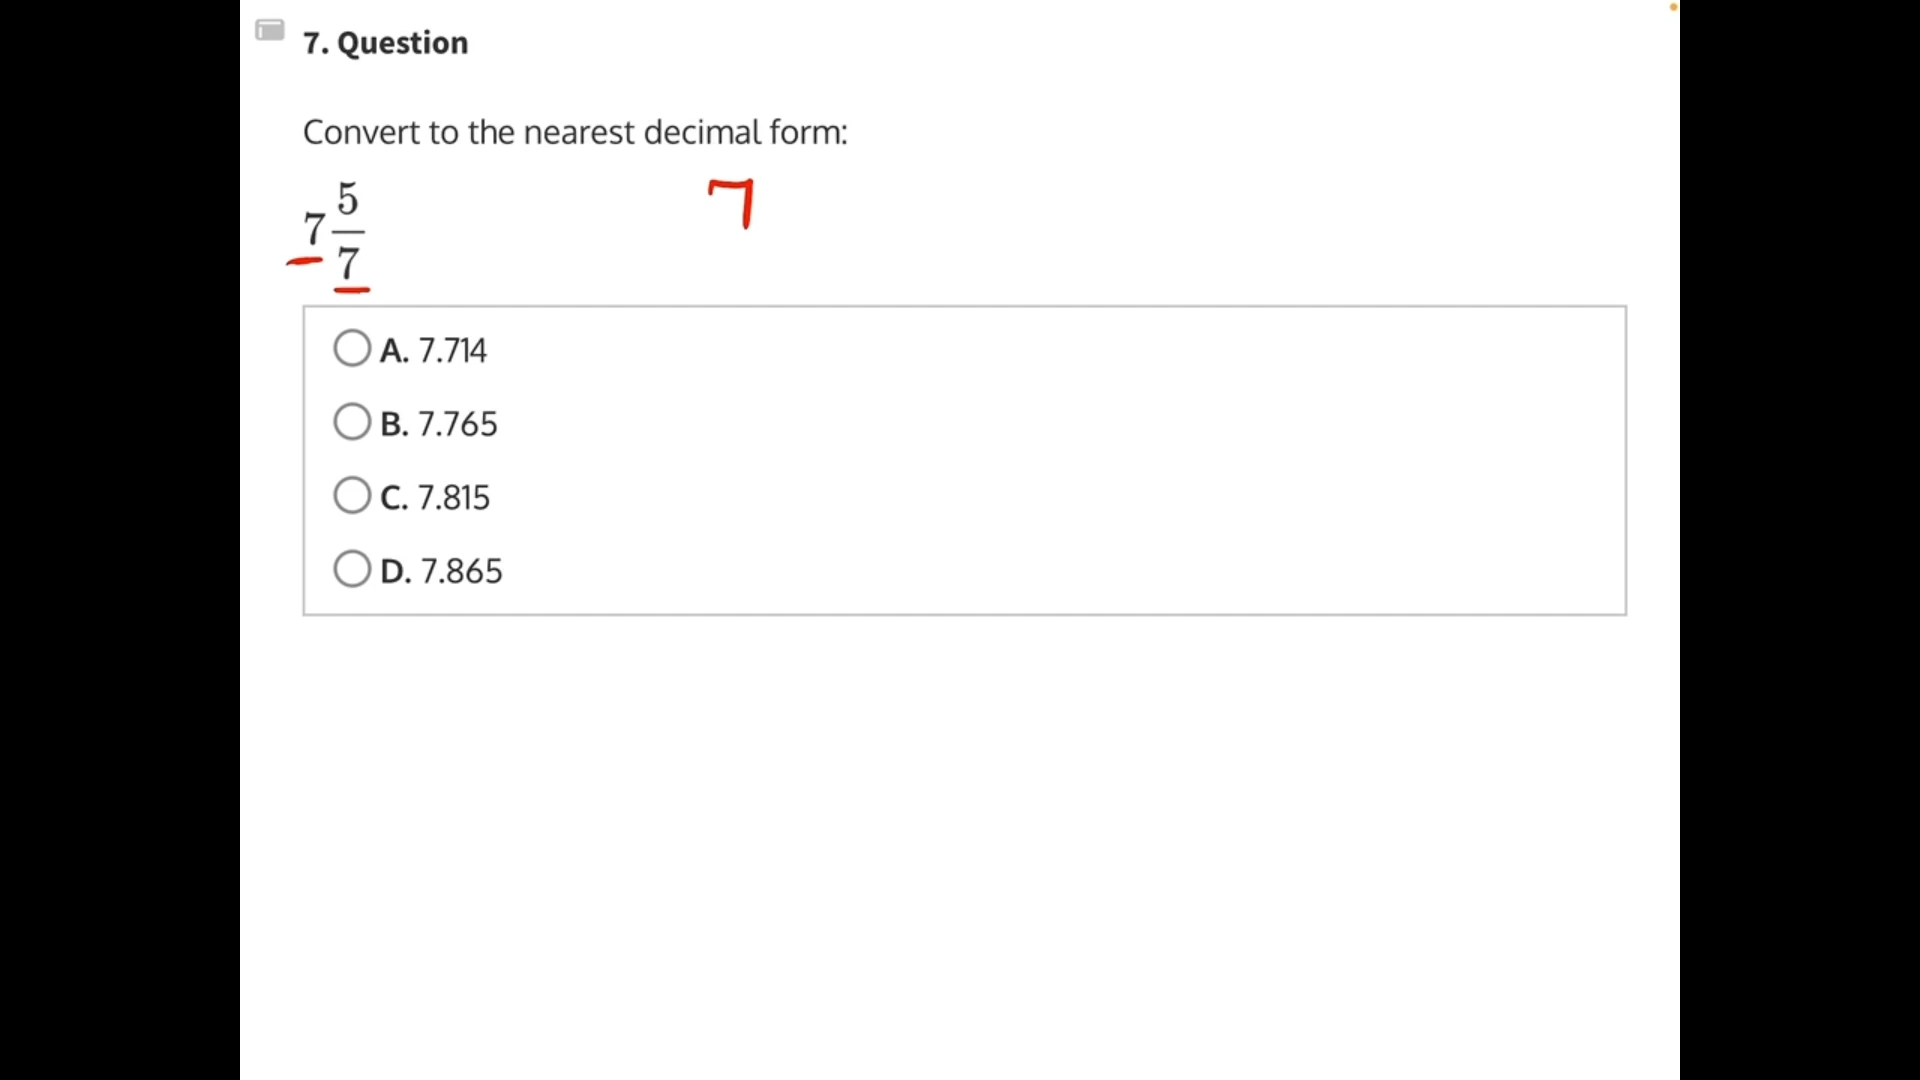 7. Question
Convert to the nearest decimal form:
7 5/7
7
A. 7.714
B. 7.765
C. 7.815
D. 7.865